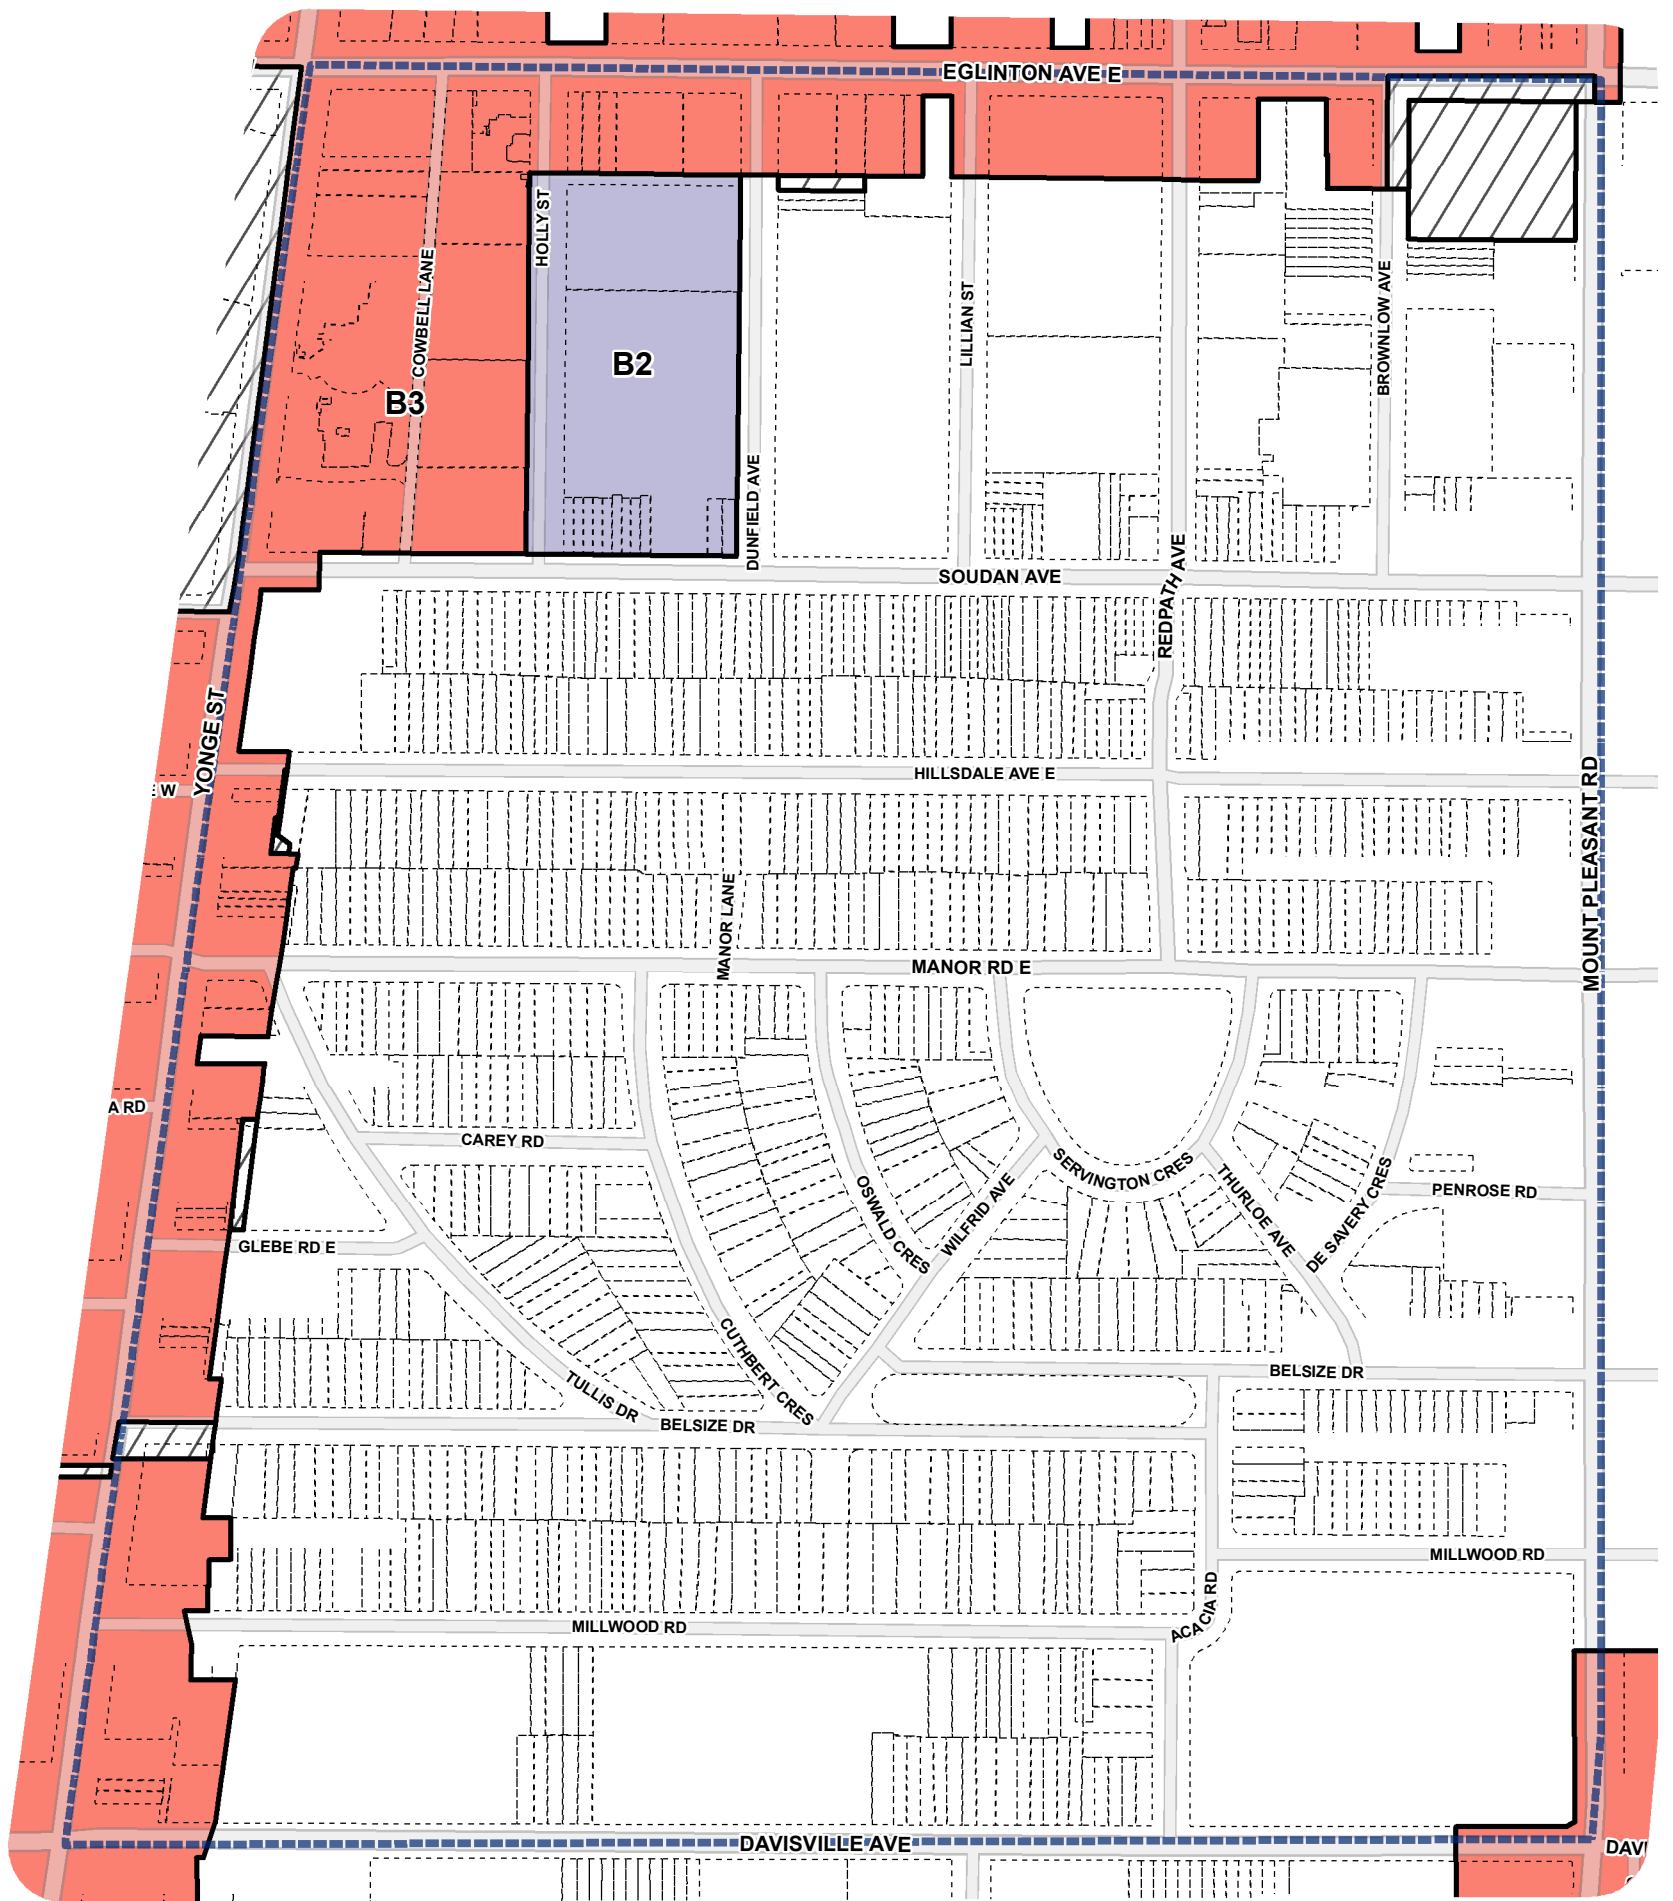 EGLINTON AVE E
HOLLY ST
COWBELL LANE
B2
B3
LILLIAN ST
BROWNLOW AVE
DUNFIELD AVE
SOUDAN AVE
REDPATH AVE
YONGE ST
HILLSDALE AVE E
E W
MOUNT PLEASANT RD
MANOR LANE
MANOR RD E
A RD
CAREY RD
SERVINGTON CRES
OSWALD CRES
WILFRID AVE
THURLOE AVE
DE SAVERY CRES
PENROSE RD
GLEBE RD E
CUTHBERT CRES
TULLIS DR
BELSIZE DR
BELSIZE DR
MILLWOOD RD
ACACIA RD
MILLWOOD RD
DAVISVILLE AVE
DAVI